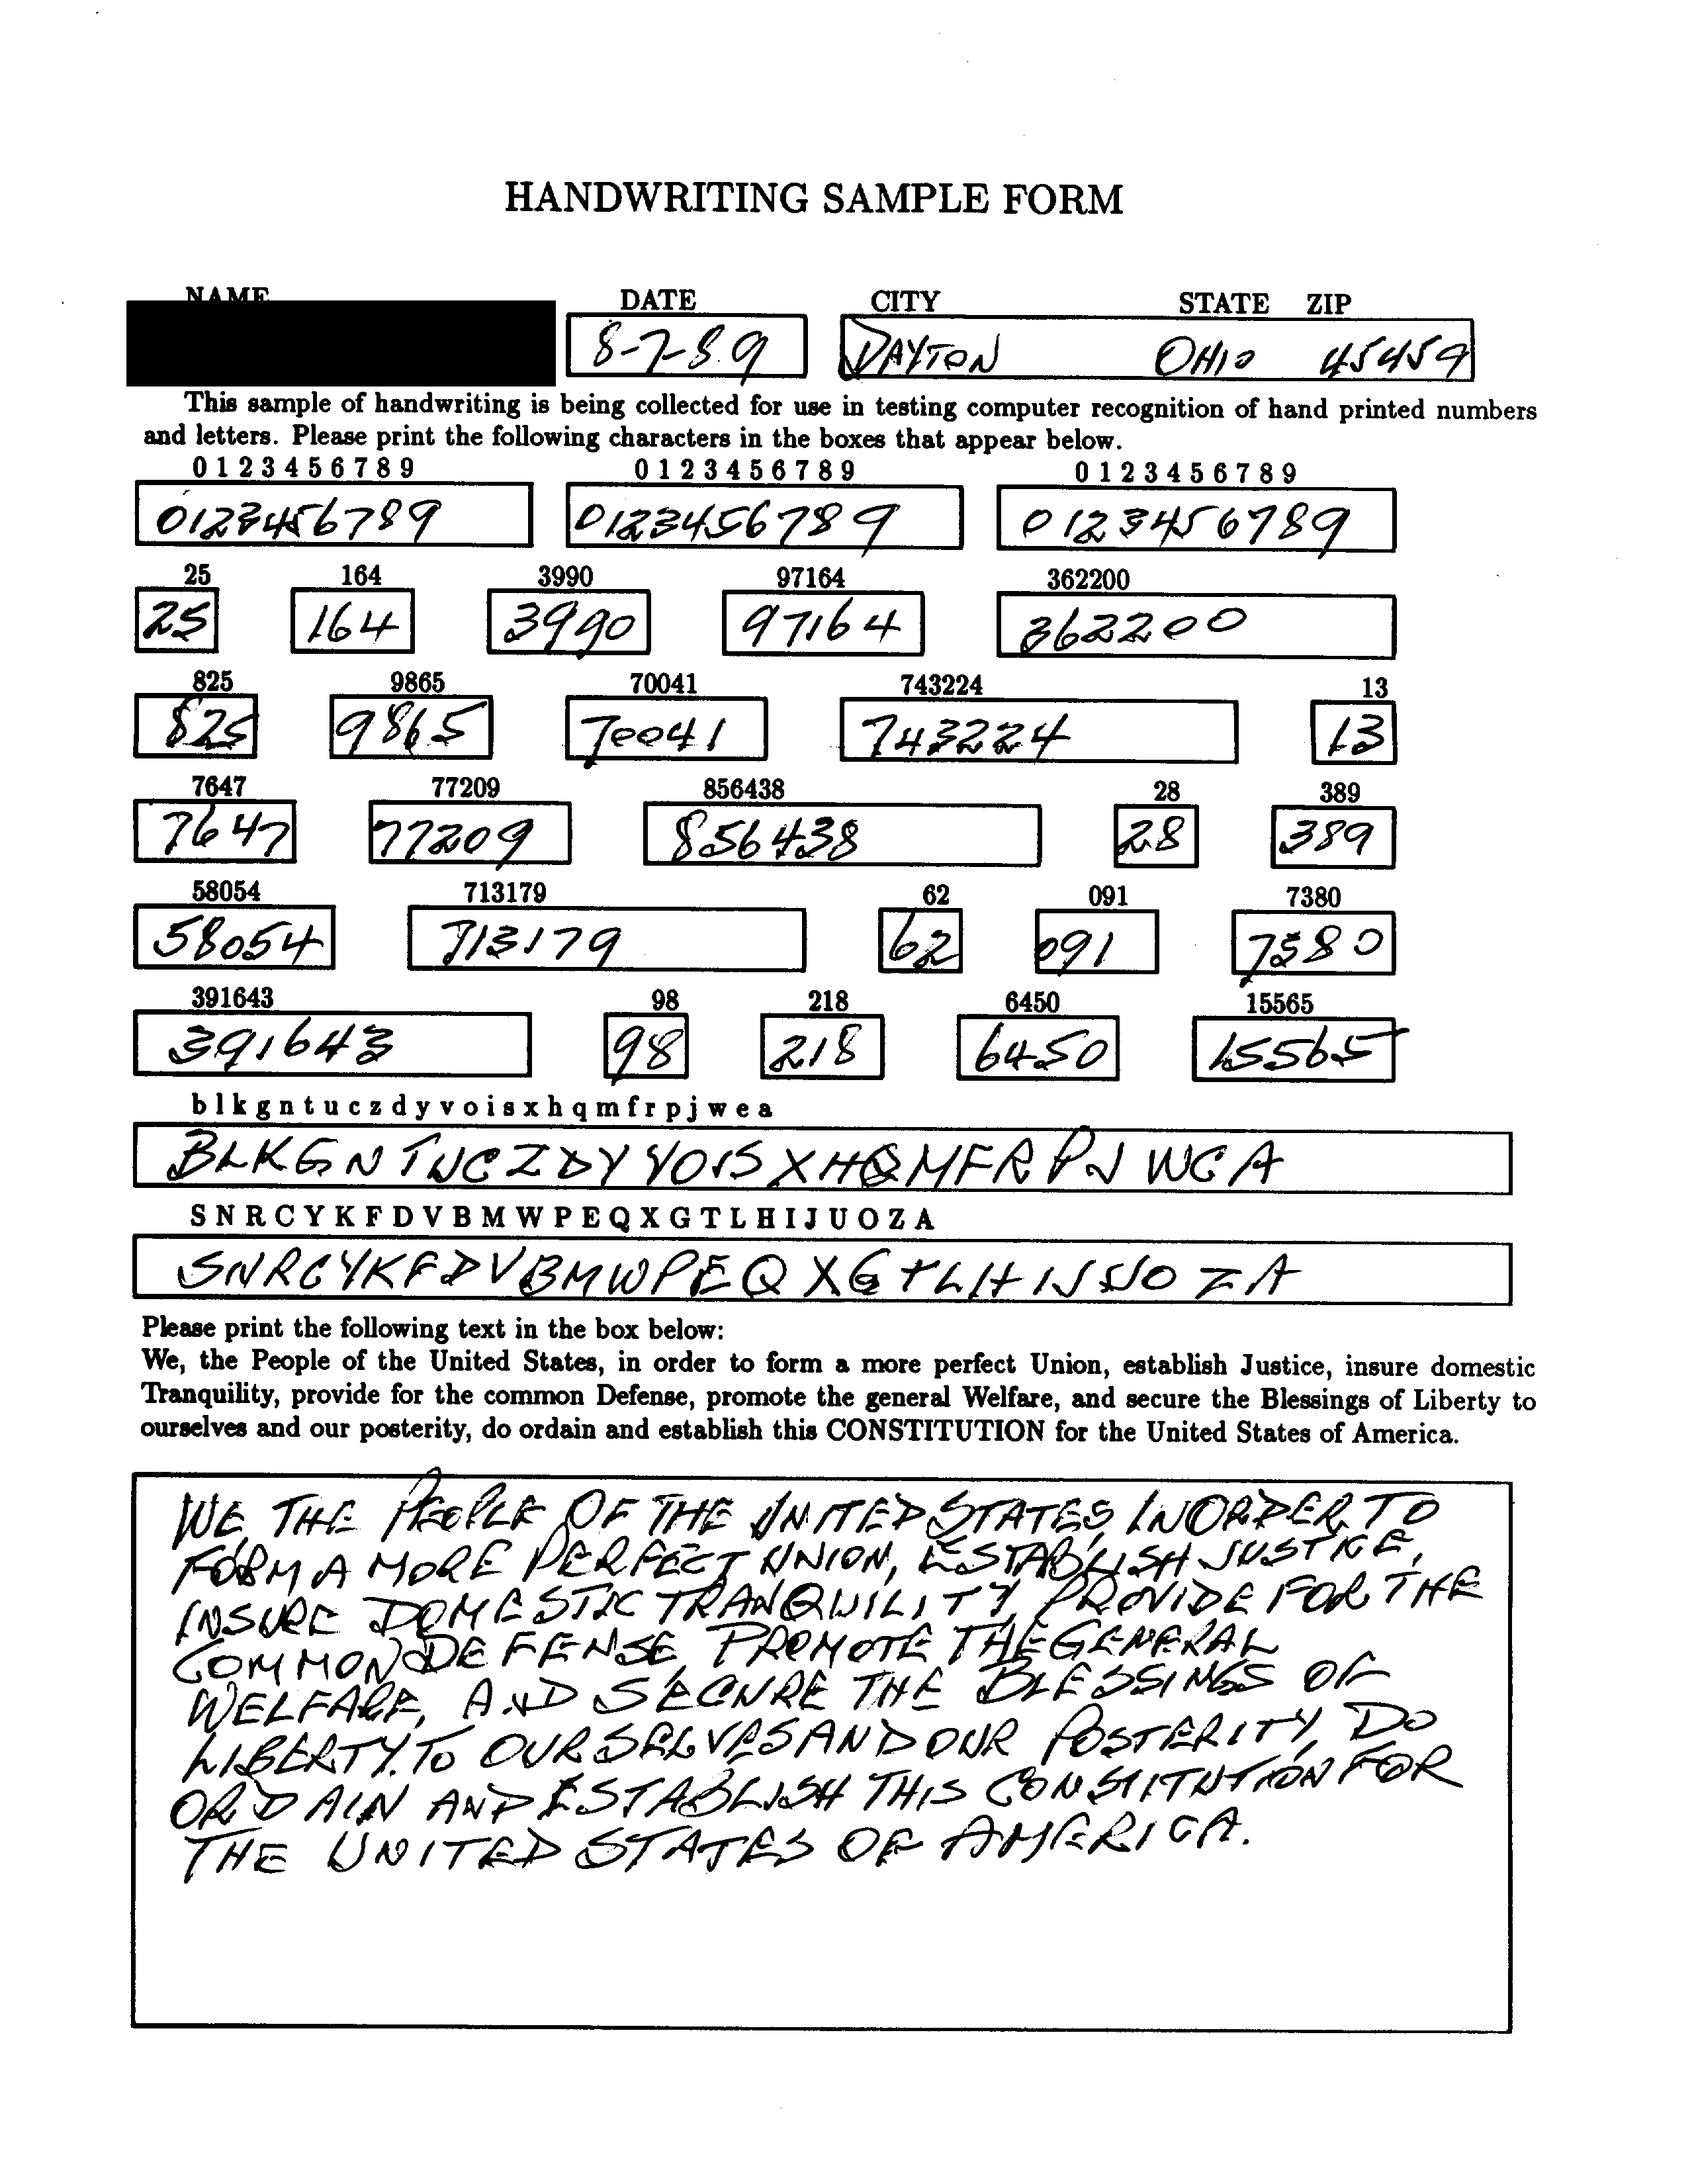 HANDWRITING SAMPLE FORM
NAME DATE CITY STATE ZIP
8-7-89 DAYTON OHIO 45459
This sample of handwriting is being collected for use in testing computer recognition of hand printed numbers
and letters. Please print the following characters in the boxes that appear below.
0 1 2 3 4 5 6 7 8 9 0 1 2 3 4 5 6 7 8 9 0 1 2 3 4 5 6 7 8 9
0123456789 0123456789 0123456789
25 164 3990 97164 362200
25 164 3990 97164 362200
825 9865 70041 743224 13
825 9865 70041 743224 13
7647 77209 856438 28 389
7647 77209 856438 28 389
58054 713179 62 091 7380
58054 713179 62 091 7380
391643 98 218 6450 15565
391643 98 218 6450 15565
b l k g n t u c z d y v o i s x h q m f r p j w e a
BLKGNTUCZDYVOISXHQMFRPJWEA
S N R C Y K F D V B M W P E Q X G T L H I J U O Z A
SNRCYKFDVBMWPEQXGTLHIJUOZA
Please print the following text in the box below:
We, the People of the United States, in order to form a more perfect Union, establish Justice, insure domestic
Tranquility, provide for the common Defense, promote the general Welfare, and secure the Blessings of Liberty to
ourselves and our posterity, do ordain and establish this CONSTITUTION for the United States of America.
WE, THE PEOPLE OF THE UNITED STATES, IN ORDER TO
FORM A MORE PERFECT UNION, ESTABLISH JUSTICE,
INSURE DOMESTIC TRANQUILITY, PROVIDE FOR THE
COMMON DEFENSE, PROMOTE THE GENERAL
WELFARE, AND SECURE THE BLESSINGS OF
LIBERTY. TO OURSELVES AND OUR POSTERITY, DO
ORDAIN AND ESTABLISH THIS CONSTITUTION FOR
THE UNITED STATES OF AMERICA.